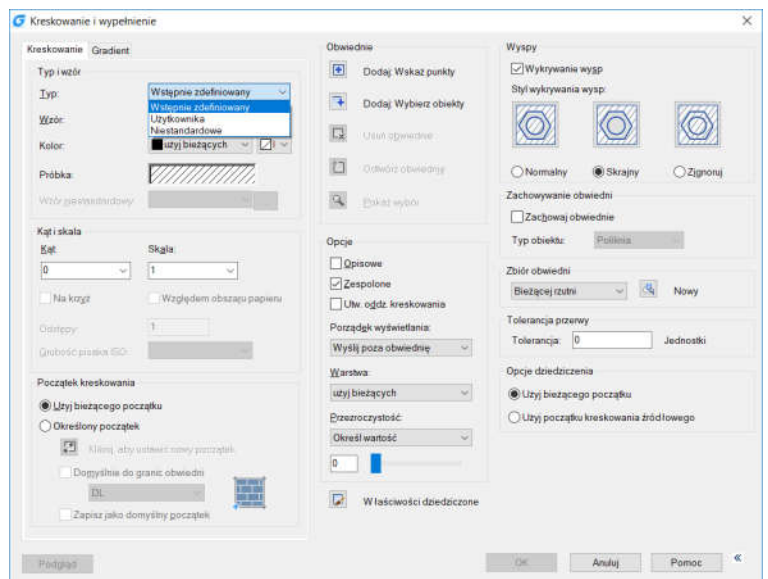 Kreskowanie i wypełnienie
Kreskowanie Gradient
Typ i wzór
Typ: Wstępnie zdefiniowany
Wstępnie zdefiniowany
Użytkownika
Niestandardowe
Wzór:
Kolor: użyj bieżących
Próbka:
Wzór niestandardowy:
Kąt i skala
Kąt: Skala:
0 1
Na krzyż Względem obszaru papieru
Odstępy: 1
Grubość pisaka ISO:
Początek kreskowania
Użyj bieżącego początku
Określony początek
Kliknij, aby ustawić nowy początek
Domyślnie do granic obwiedni
DL
Zapisz jako domyślny początek
Podgląd
Obwiednie
Dodaj: Wskaż punkty
Dodaj: Wybierz obiekty
Usuń obwiednie
Odtwórz obwiednię
Pokaż wybór
Opcje
Opisowe
Zespolone
Utw. oddz. kreskowania
Porządek wyświetlania:
Wyślij poza obwiednię
Warstwa:
użyj bieżących
Przezroczystość:
Określ wartość
0
Właściwości dziedziczone
Wyspy
Wykrywanie wysp
Styl wykrywania wysp:
Normalny Skrajny Zignoruj
Zachowywanie obwiedni
Zachowaj obwiednie
Typ obiektu: Polilinia
Zbiór obwiedni
Bieżącej rzutni Nowy
Tolerancja przerwy
Tolerancja: 0 Jednostki
Opcje dziedziczenia
Użyj bieżącego początku
Użyj początku kreskowania źródłowego
OK Anuluj Pomoc